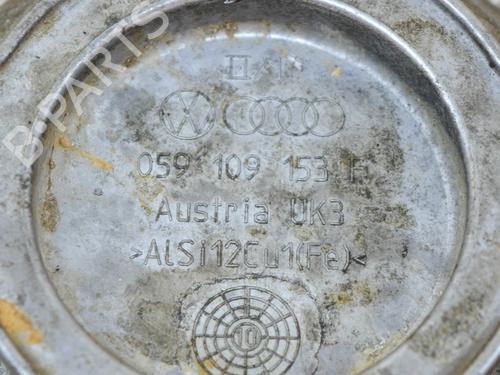 B-PARTS
059 109 153
Austria UK3
>AlSi12Cu1(Fe)<
10